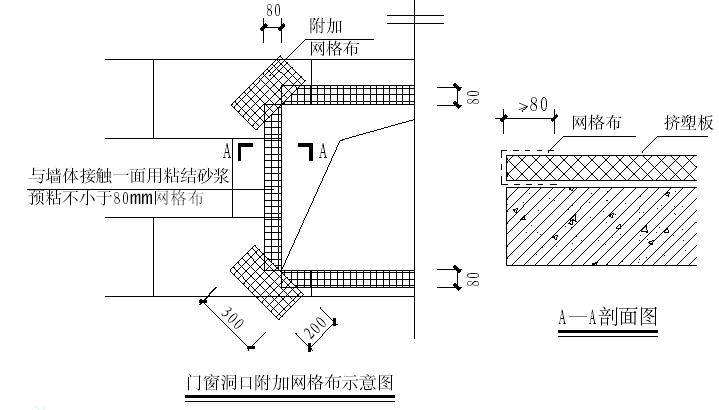 80
附加
网格布
80
≥80
网格布
挤塑板
A
A
与墙体接触一面用粘结砂浆
预粘不小于80mm网格布
80
300
200
A—A剖面图
门窗洞口附加网格布示意图